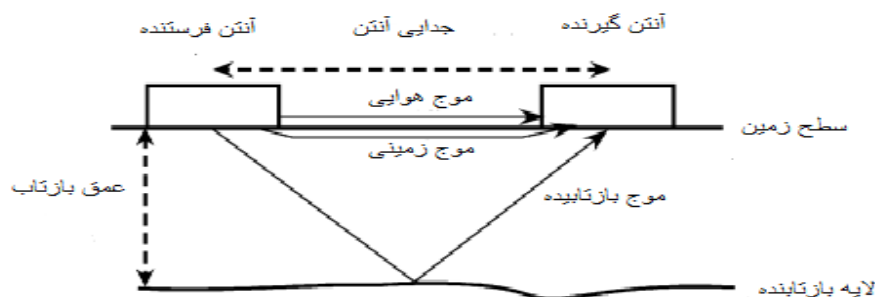 آنتن گیرنده
جدایی آنتن
آنتن فرستنده
موج هوایی
سطح زمین
موج زمینی
عمق بازتاب
موج بازتابیده
لایه بازتابنده